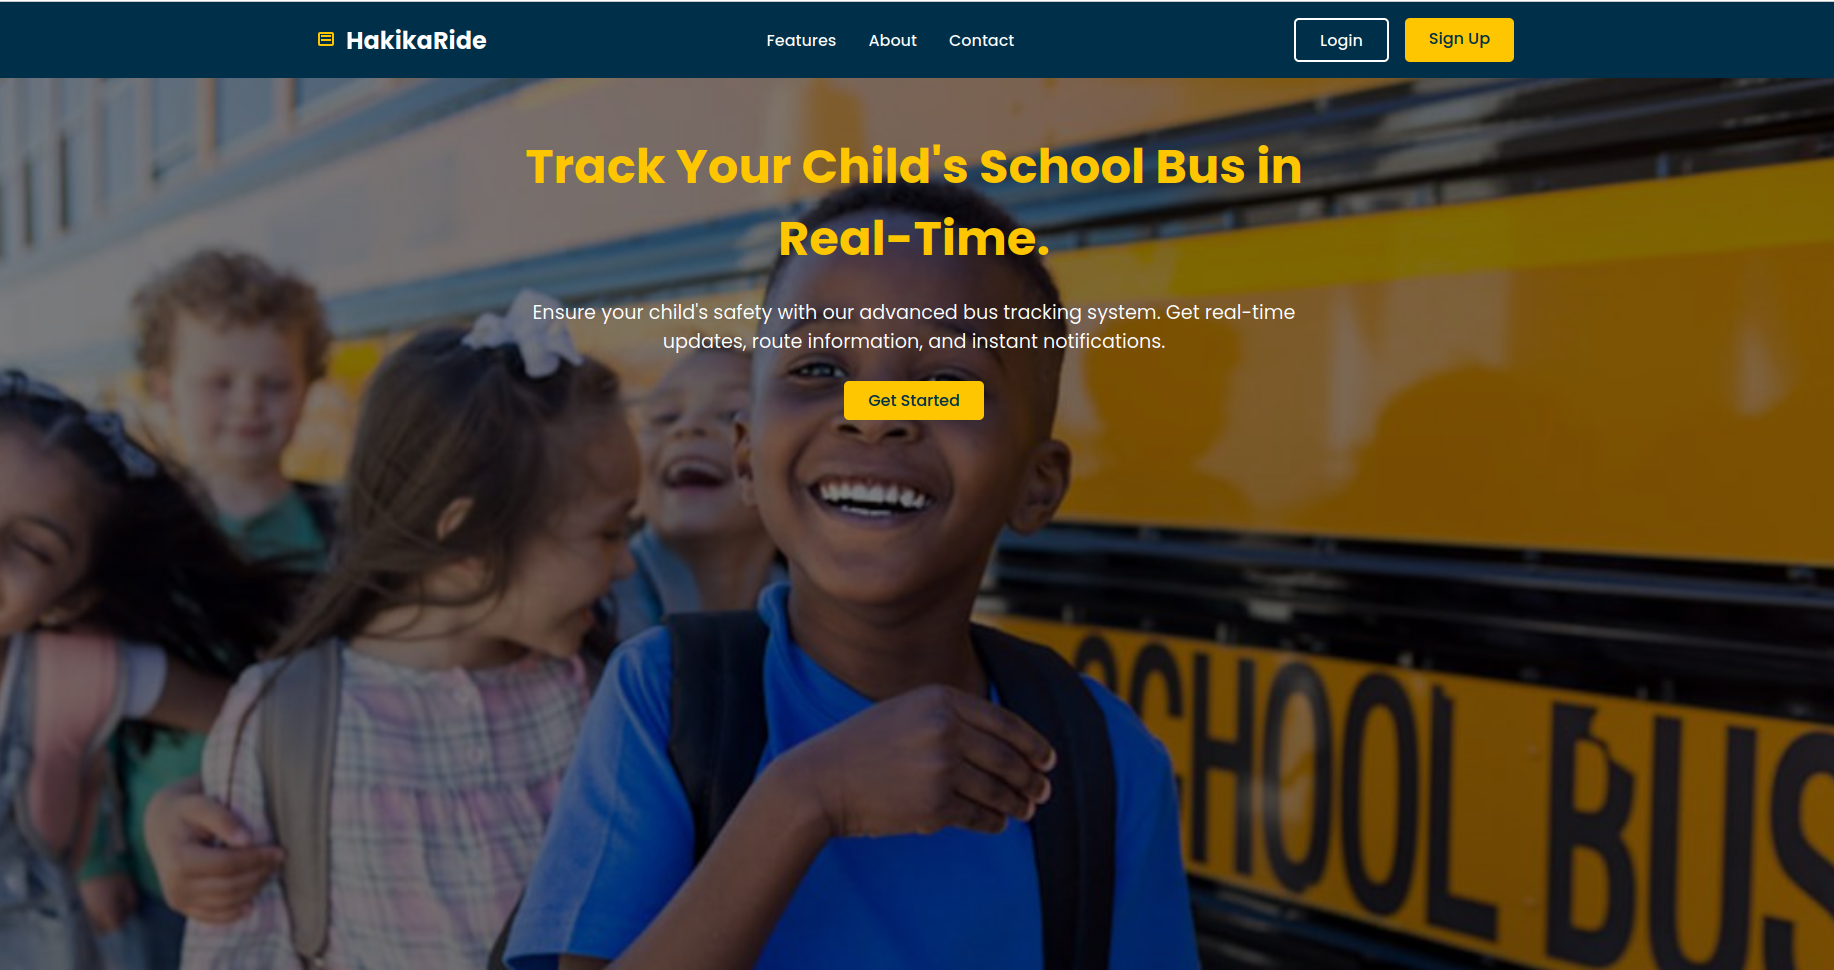 HakikaRide
Features
About
Contact
Login
Sign Up
Track Your Child's School Bus in
Real-Time.
Ensure your child's safety with our advanced bus tracking system. Get real-time
updates, route information, and instant notifications.
Get Started
SCHOOL BUS